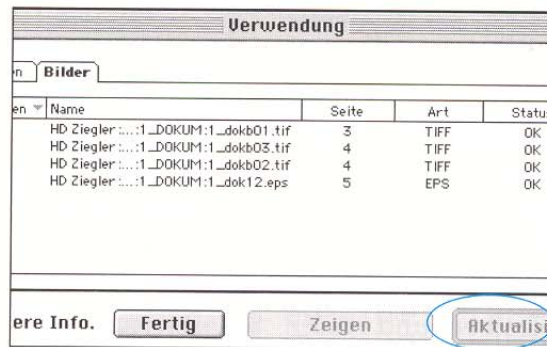 Verwendung
n Bilder
en Name Seite Art Statu
HD Ziegler:...:1_DOKUM:1_dokb01.tif 3 TIFF OK
HD Ziegler:...:1_DOKUM:1_dokb03.tif 4 TIFF OK
HD Ziegler:...:1_DOKUM:1_dokb02.tif 4 TIFF OK
HD Ziegler:...:1_DOKUM:1_dok12.eps 5 EPS OK
ere Info. Fertig Zeigen Aktualisi